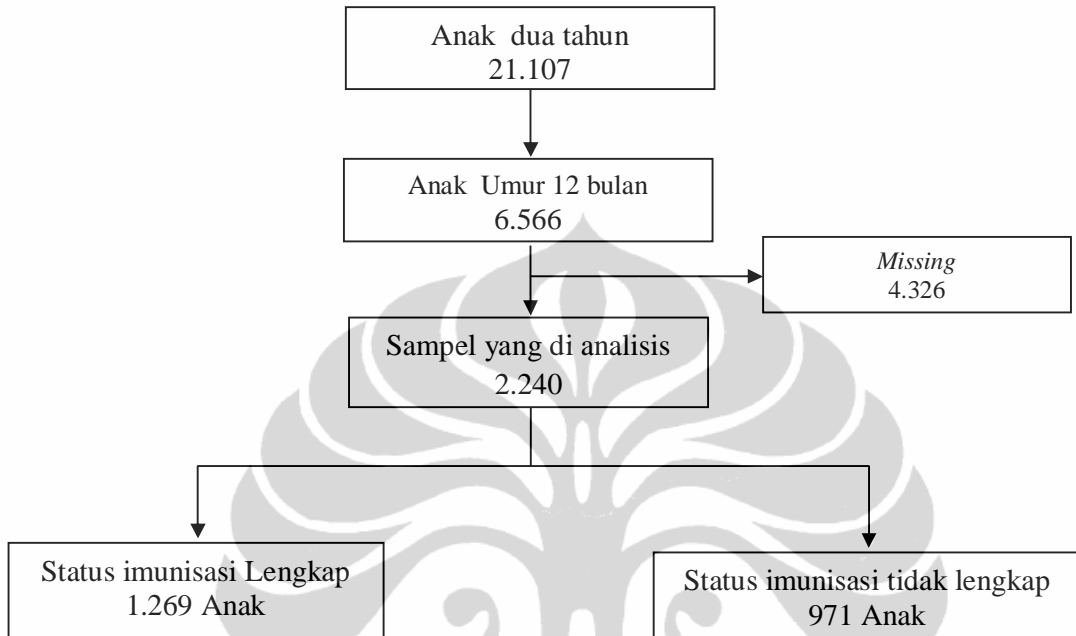 Anak dua tahun
21.107
Anak Umur 12 bulan
6.566
Missing
4.326
Sampel yang di analisis
2.240
Status imunisasi Lengkap
1.269 Anak
Status imunisasi tidak lengkap
971 Anak